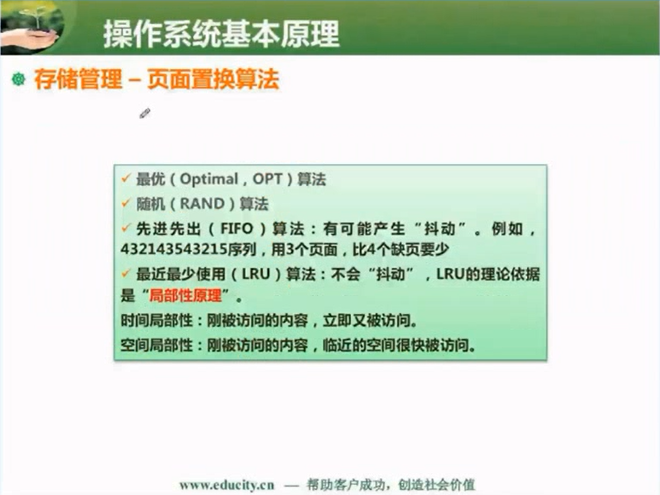 操作系统基本原理
存储管理 – 页面置换算法
最优（Optimal，OPT）算法
随机（RAND）算法
先进先出（FIFO）算法：有可能产生“抖动”。例如，
432143543215序列，用3个页面，比4个缺页要少
最近最少使用（LRU）算法：不会“抖动”，LRU的理论依据
是“局部性原理”。
时间局部性：刚被访问的内容，立即又被访问。
空间局部性：刚被访问的内容，临近的空间很快被访问。
www.educity.cn — 帮助客户成功，创造社会价值